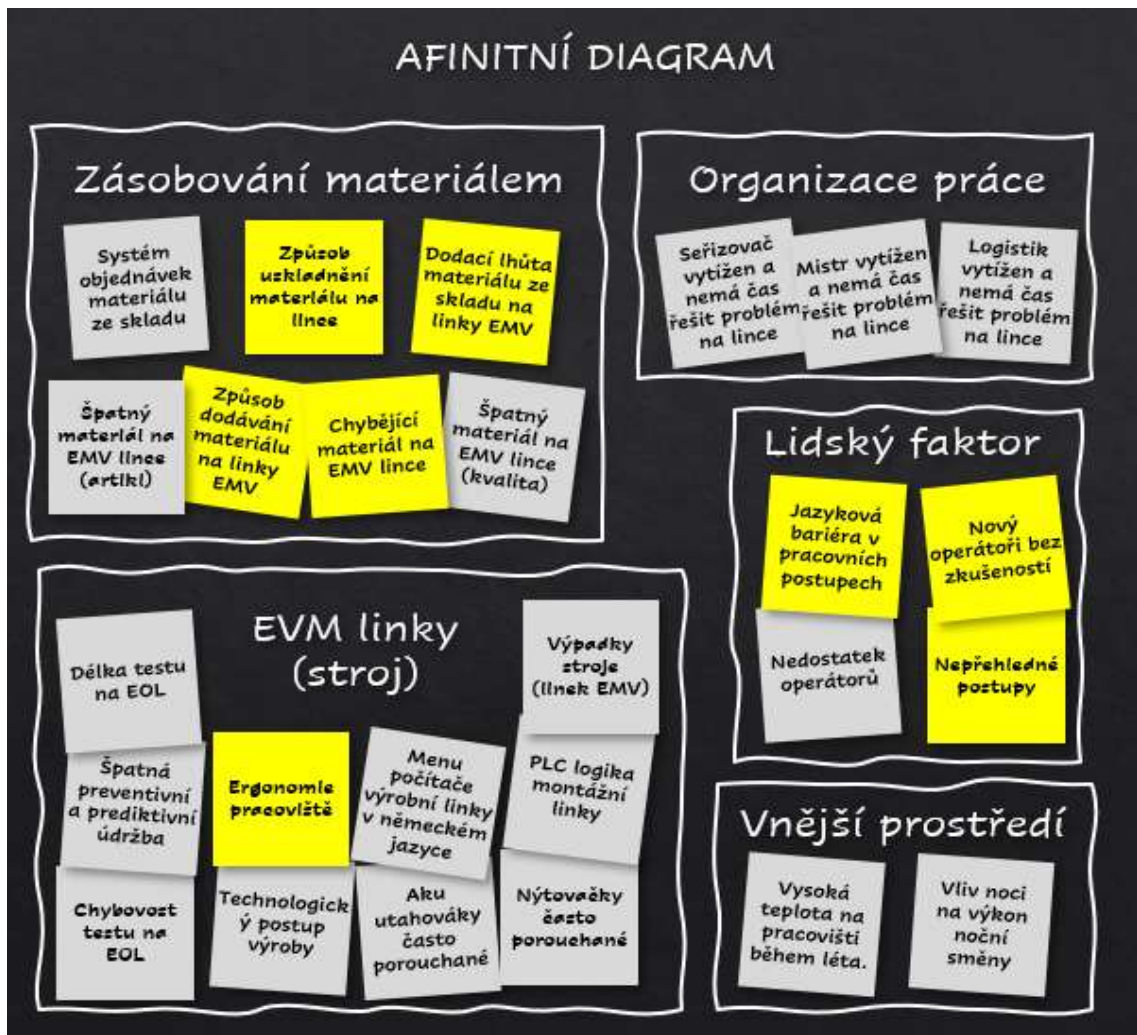 AFINITNÍ DIAGRAM
Zásobování materiálem
Systém
objednávek
materiálu
ze skladu
Způsob
uskladnění
materiálu na
lince
Dodací lhůta
materiálu ze
skladu na
linky EMV
Špatný
materiál na
EMV lince
(artikl)
Způsob
dodávání
materiálu
na linky
EMV
Chybějící
materiál na
EMV lince
Špatný
materiál na
EMV lince
(kvalita)
Organizace práce
Seřizovač
vytížen a
nemá čas
řešit problém
na lince
Mistr vytížen
a nemá čas
řešit problém
na lince
Logistik
vytížen a
nemá čas
řešit problém
na lince
Lidský faktor
Jazyková
bariéra v
pracovních
postupech
Nový
operátoři bez
zkušeností
Nedostatek
operátorů
Nepřehledné
postupy
EVM linky
(stroj)
Délka testu
na EOL
Výpadky
stroje
(linek EMV)
Špatná
preventivní
a prediktivní
údržba
Ergonomie
pracoviště
Menu
počítače
výrobní linky
v německém
jazyce
PLC logika
montážní
linky
Chybovost
testu na
EOL
Technologick
ý postup
výroby
Aku
utahováky
často
porouchané
Nýtovačky
často
porouchané
Vnější prostředí
Vysoká
teplota na
pracovišti
během léta.
Vliv noci
na výkon
noční
směny